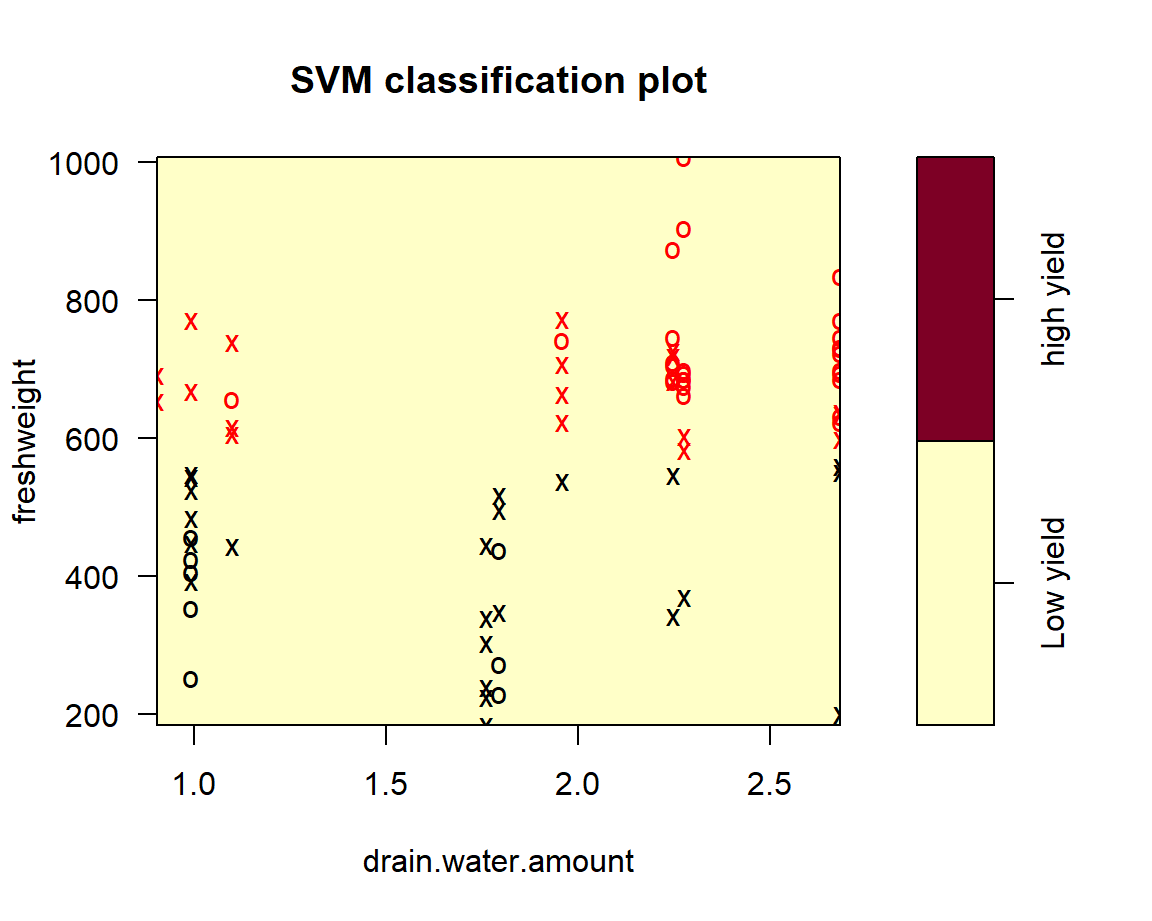 SVM classification plot
1000
800
600
400
200
freshweight
1.0 1.5 2.0 2.5
drain.water.amount
high yield
Low yield